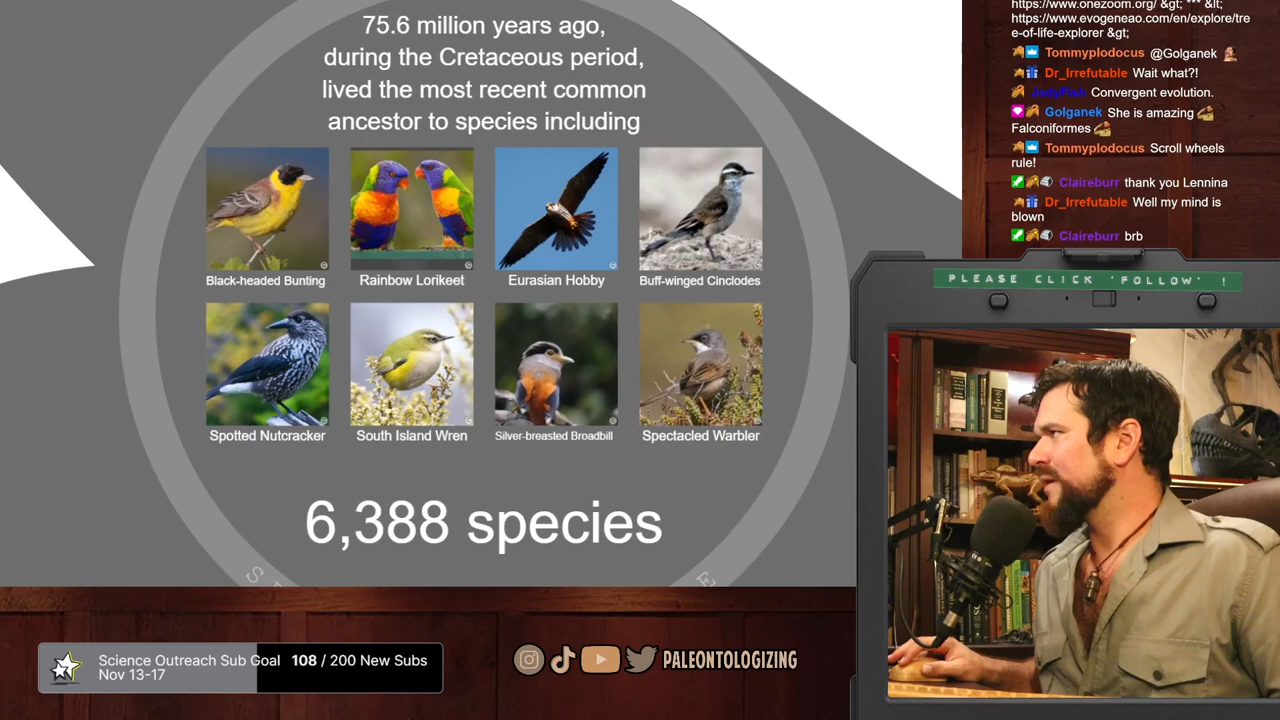 75.6 million years ago,
during the Cretaceous period,
lived the most recent common
ancestor to species including
Black-headed Bunting
Rainbow Lorikeet
Eurasian Hobby
Buff-winged Cinclodes
Spotted Nutcracker
South Island Wren
Silver-breasted Broadbill
Spectacled Warbler
6,388 species
https://www.onezoom.org/ &gt; *** &lt;
https://www.evogeneao.com/en/explore/tre
e-of-life-explorer &gt;
Tommyplodocus @Golganek
Dr_Irrefutable Wait what?!
JodyFish Convergent evolution.
Golganek She is amazing
Falconiformes
Tommyplodocus Scroll wheels
rule!
Claireburr thank you Lennina
Dr_Irrefutable Well my mind is
blown
Claireburr brb
PLEASE CLICK 'FOLLOW' !
Science Outreach Sub Goal 108 / 200 New Subs
Nov 13-17
PALEONTOLOGIZING